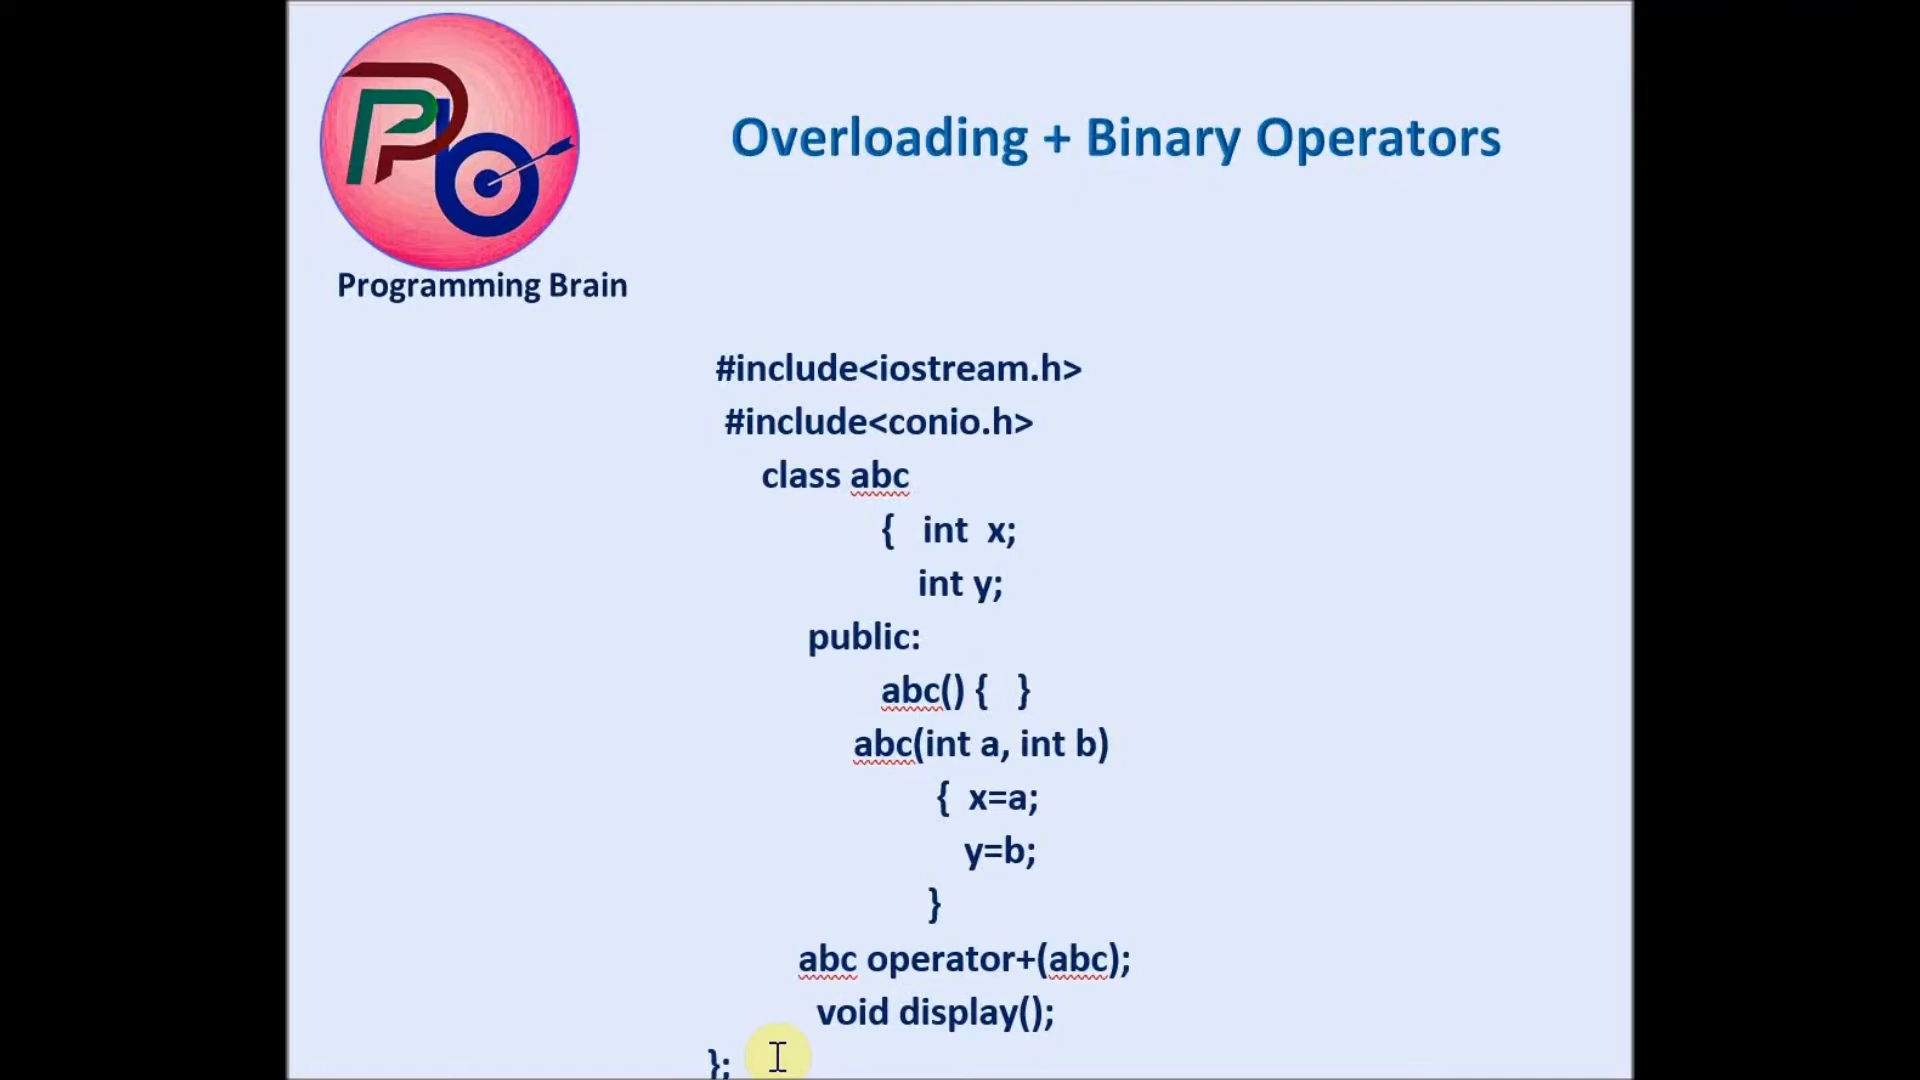 Overloading + Binary Operators
Programming Brain
#include<iostream.h>
#include<conio.h>
class abc
{ int x;
int y;
public:
abc() { }
abc(int a, int b)
{ x=a;
y=b;
}
abc operator+(abc);
void display();
};